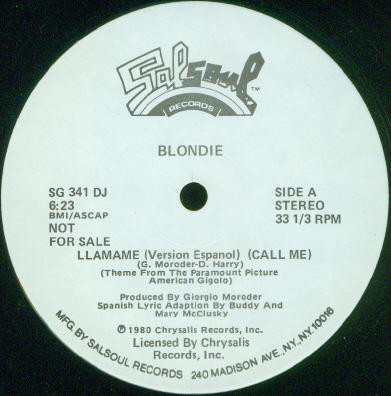 Salsoul TM
RECORDS
BLONDIE
SG 341 DJ
6:23
BMI/ASCAP
NOT
FOR SALE
SIDE A
STEREO
33 1/3 RPM
LLAMAME (Version Espanol) (CALL ME)
(G. Moroder-D. Harry)
(Theme From The Paramount Picture
American Gigolo)
Produced By Giorgio Moroder
Spanish Lyric Adaption By Buddy And
Mary McClusky
℗ 1980 Chrysalis Records, Inc.
Licensed By Chrysalis
Records, Inc.
MFG. BY SALSOUL RECORDS 240 MADISON AVE., NY, NY. 10016